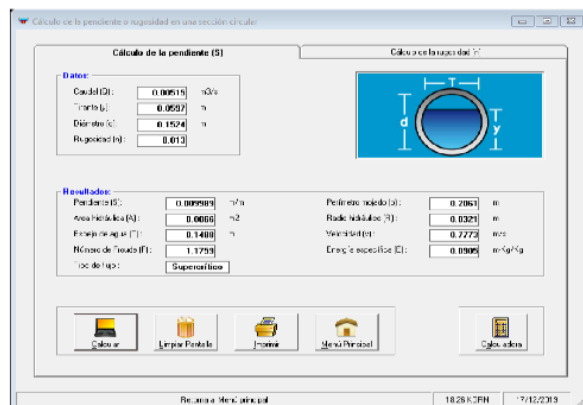 Cálculo de la pendiente o rugosidad en una sección circular
Cálculo de la pendiente (S)
Cálculo de la rugosidad (n)
Datos:
Caudal (Q) : 0.00515 m3/s
Tirante (y) : 0.0597 m
Diámetro (d) : 0.1524 m
Rugosidad (n) : 0.013
T
d
y
Resultados:
Pendiente (S) : 0.009989 m/m
Perímetro mojado (p) : 0.2061 m
Area hidráulica (A) : 0.0066 m2
Radio hidráulico (R) : 0.0321 m
Espejo de agua (T) : 0.1488 m
Velocidad (v) : 0.7773 m/s
Número de Froude (F) : 1.1759
Energía específica (E) : 0.0905 m-Kg/Kg
Tipo de flujo : Supercrítico
Calcular
Limpiar Pantalla
Imprimir
Menú Principal
Calculadora
Retorna a Menú principal
17/12/2019